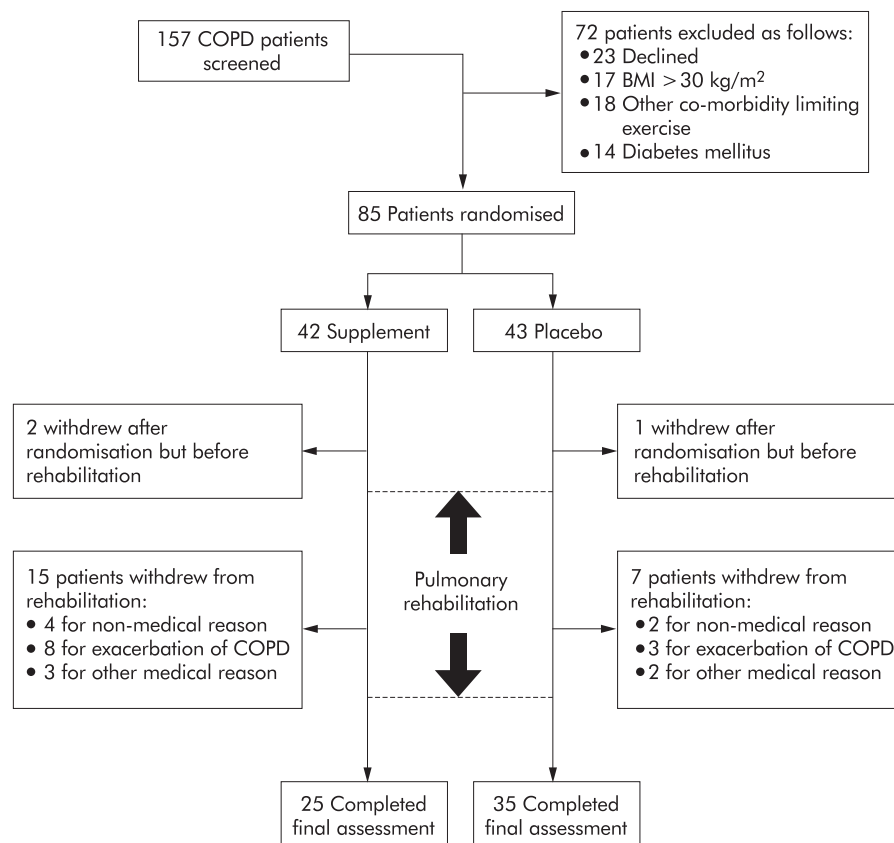 157 COPD patients
screened
72 patients excluded as follows:
• 23 Declined
• 17 BMI > 30 kg/m²
• 18 Other co-morbidity limiting
exercise
• 14 Diabetes mellitus
85 Patients randomised
42 Supplement
43 Placebo
2 withdrew after
randomisation but before
rehabilitation
1 withdrew after
randomisation but before
rehabilitation
Pulmonary
rehabilitation
15 patients withdrew from
rehabilitation:
• 4 for non-medical reason
• 8 for exacerbation of COPD
• 3 for other medical reason
7 patients withdrew from
rehabilitation:
• 2 for non-medical reason
• 3 for exacerbation of COPD
• 2 for other medical reason
25 Completed
final assessment
35 Completed
final assessment